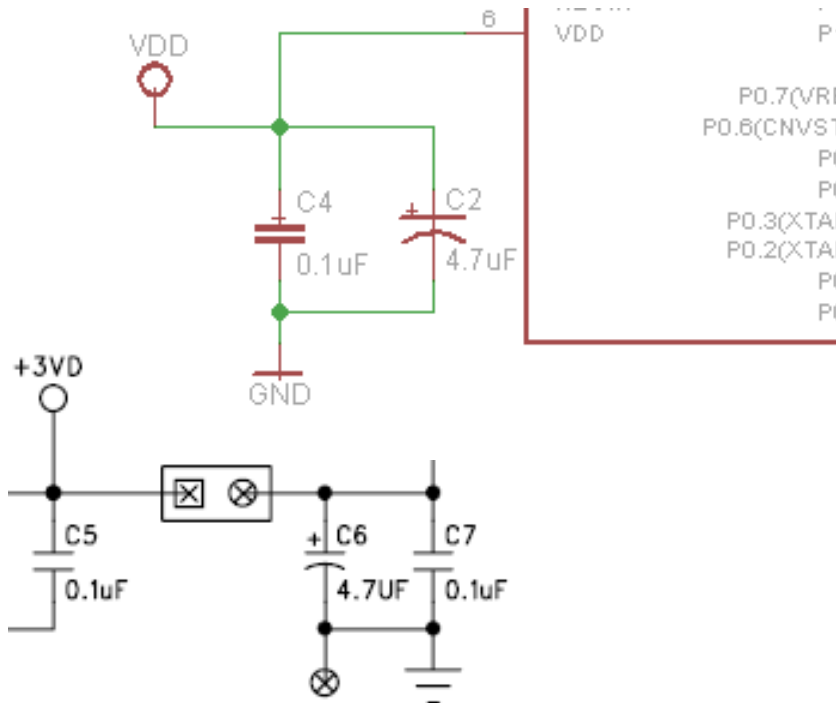 6
VDD
VDD
P0.7(VR
P0.6(CNVST
P0.3(XTA
P0.2(XTA
C4
+
0.1uF
C2
+
4.7uF
GND
+3VD
C5
0.1uF
+
C6
4.7UF
C7
0.1uF